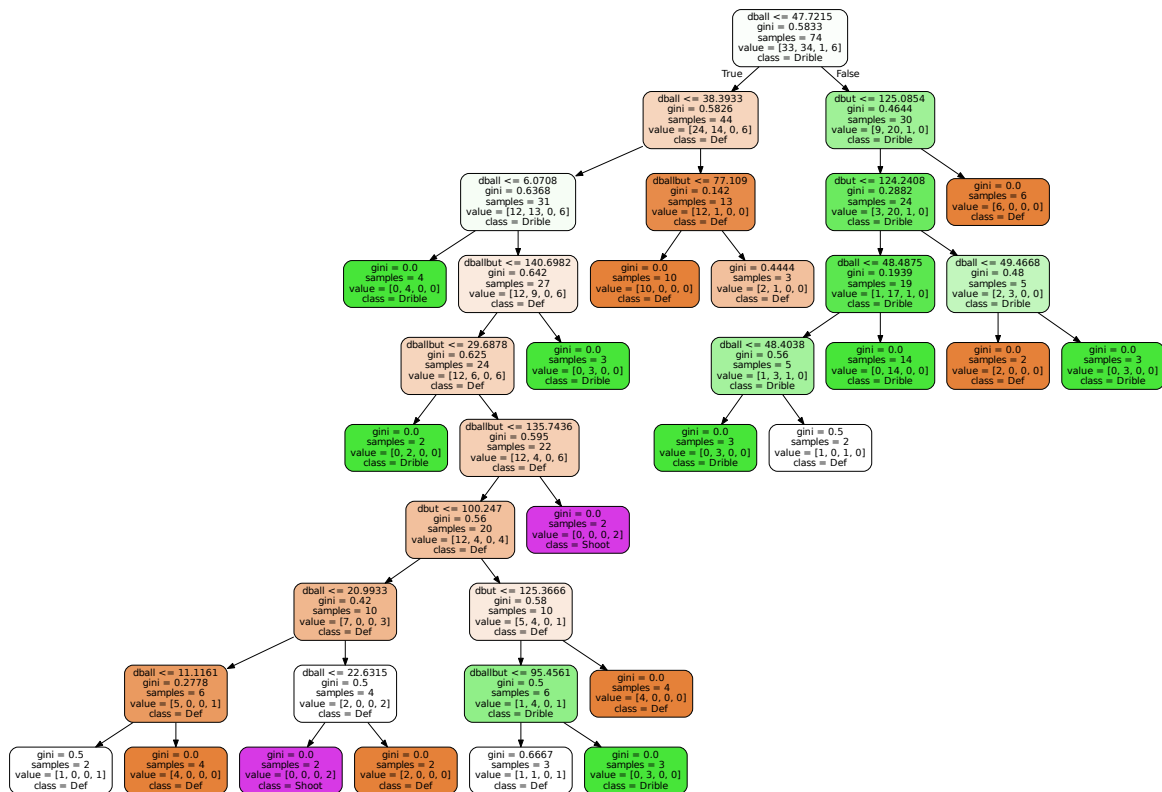 dball <= 47.7215
gini = 0.5833
samples = 74
value = [33, 34, 1, 6]
class = Drible
True
False
dball <= 38.3933
gini = 0.5826
samples = 44
value = [24, 14, 0, 6]
class = Def
dbut <= 125.0854
gini = 0.4644
samples = 30
value = [9, 20, 1, 0]
class = Drible
dball <= 6.0708
gini = 0.6368
samples = 31
value = [12, 13, 0, 6]
class = Drible
dballbut <= 77.109
gini = 0.142
samples = 13
value = [12, 1, 0, 0]
class = Def
dbut <= 124.2408
gini = 0.2882
samples = 24
value = [3, 20, 1, 0]
class = Drible
gini = 0.0
samples = 6
value = [6, 0, 0, 0]
class = Def
gini = 0.0
samples = 4
value = [0, 4, 0, 0]
class = Drible
dballbut <= 140.6982
gini = 0.642
samples = 27
value = [12, 9, 0, 6]
class = Def
gini = 0.0
samples = 10
value = [10, 0, 0, 0]
class = Def
gini = 0.4444
samples = 3
value = [2, 1, 0, 0]
class = Def
dball <= 48.4875
gini = 0.1939
samples = 19
value = [1, 17, 1, 0]
class = Drible
dball <= 49.4668
gini = 0.48
samples = 5
value = [2, 3, 0, 0]
class = Drible
dballbut <= 29.6878
gini = 0.625
samples = 24
value = [12, 6, 0, 6]
class = Def
gini = 0.0
samples = 3
value = [0, 3, 0, 0]
class = Drible
dball <= 48.4038
gini = 0.56
samples = 5
value = [1, 3, 1, 0]
class = Drible
gini = 0.0
samples = 14
value = [0, 14, 0, 0]
class = Drible
gini = 0.0
samples = 2
value = [2, 0, 0, 0]
class = Def
gini = 0.0
samples = 3
value = [0, 3, 0, 0]
class = Drible
gini = 0.0
samples = 2
value = [0, 2, 0, 0]
class = Drible
dballbut <= 135.7436
gini = 0.595
samples = 22
value = [12, 4, 0, 6]
class = Def
gini = 0.0
samples = 3
value = [0, 3, 0, 0]
class = Drible
gini = 0.5
samples = 2
value = [1, 0, 1, 0]
class = Def
dbut <= 100.247
gini = 0.56
samples = 20
value = [12, 4, 0, 4]
class = Def
gini = 0.0
samples = 2
value = [0, 0, 0, 2]
class = Shoot
dball <= 20.9933
gini = 0.42
samples = 10
value = [7, 0, 0, 3]
class = Def
dbut <= 125.3666
gini = 0.58
samples = 10
value = [5, 4, 0, 1]
class = Def
dball <= 11.1161
gini = 0.2778
samples = 6
value = [5, 0, 0, 1]
class = Def
dball <= 22.6315
gini = 0.5
samples = 4
value = [2, 0, 0, 2]
class = Def
dballbut <= 95.4561
gini = 0.5
samples = 6
value = [1, 4, 0, 1]
class = Drible
gini = 0.0
samples = 4
value = [4, 0, 0, 0]
class = Def
gini = 0.5
samples = 2
value = [1, 0, 0, 1]
class = Def
gini = 0.0
samples = 4
value = [4, 0, 0, 0]
class = Def
gini = 0.0
samples = 2
value = [0, 0, 0, 2]
class = Shoot
gini = 0.0
samples = 2
value = [2, 0, 0, 0]
class = Def
gini = 0.6667
samples = 3
value = [1, 1, 0, 1]
class = Def
gini = 0.0
samples = 3
value = [0, 3, 0, 0]
class = Drible